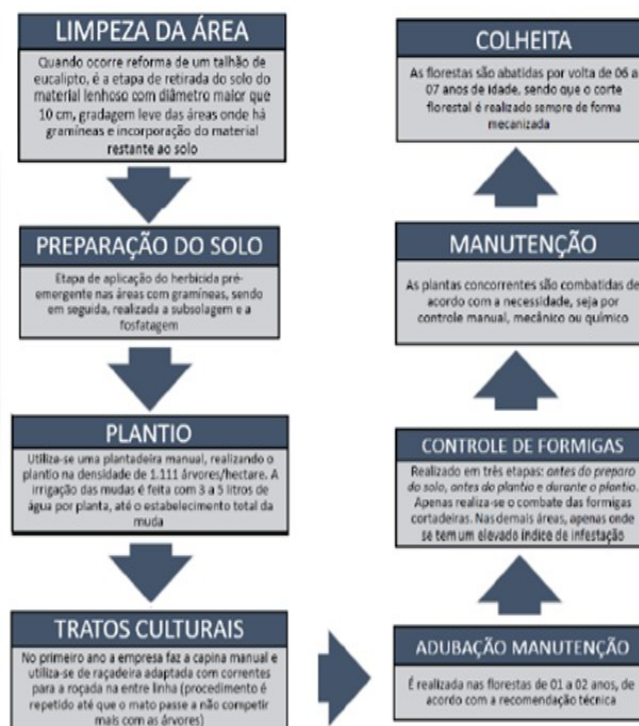 LIMPEZA DA ÁREA
Quando ocorre reforma de um talhão de
eucalipto, é a etapa de retirada do solo do
material lenhoso com diâmetro maior que
10 cm, gradagem leve das áreas onde há
gramíneas e incorporação do material
restante ao solo
PREPARAÇÃO DO SOLO
Etapa de aplicação do herbicida pré-
emergente nas áreas com gramíneas, sendo
em seguida, realizada a subsolagem e a
fosfatagem
PLANTIO
Utiliza-se uma plantadeira manual, realizando o
plantio na densidade de 1.111 árvores/hectare. A
irrigação das mudas é feita com 3 a 5 litros de
água por planta, até o estabelecimento total da
muda
TRATOS CULTURAIS
No primeiro ano a empresa faz a capina manual e
utiliza-se de raçadeira adaptada com correntes
para a roçada na entre linha (procedimento é
repetido até que o mato passe a não competir
mais com as árvores)
ADUBAÇÃO MANUTENÇÃO
É realizada nas florestas de 01 a 02 anos, de
acordo com a recomendação técnica
CONTROLE DE FORMIGAS
Realizado em três etapas: antes do preparo
do solo, antes do plantio e durante o plantio.
Apenas realiza-se o combate das formigas
cortadeiras. Nas demais áreas, apenas onde
se tem um elevado índice de infestação
MANUTENÇÃO
As plantas concorrentes são combatidas de
acordo com a necessidade, seja por
controle manual, mecânico ou químico
COLHEITA
As florestas são abatidas por volta de 06 a
07 anos de idade, sendo que o corte
florestal é realizado sempre de forma
mecanizada